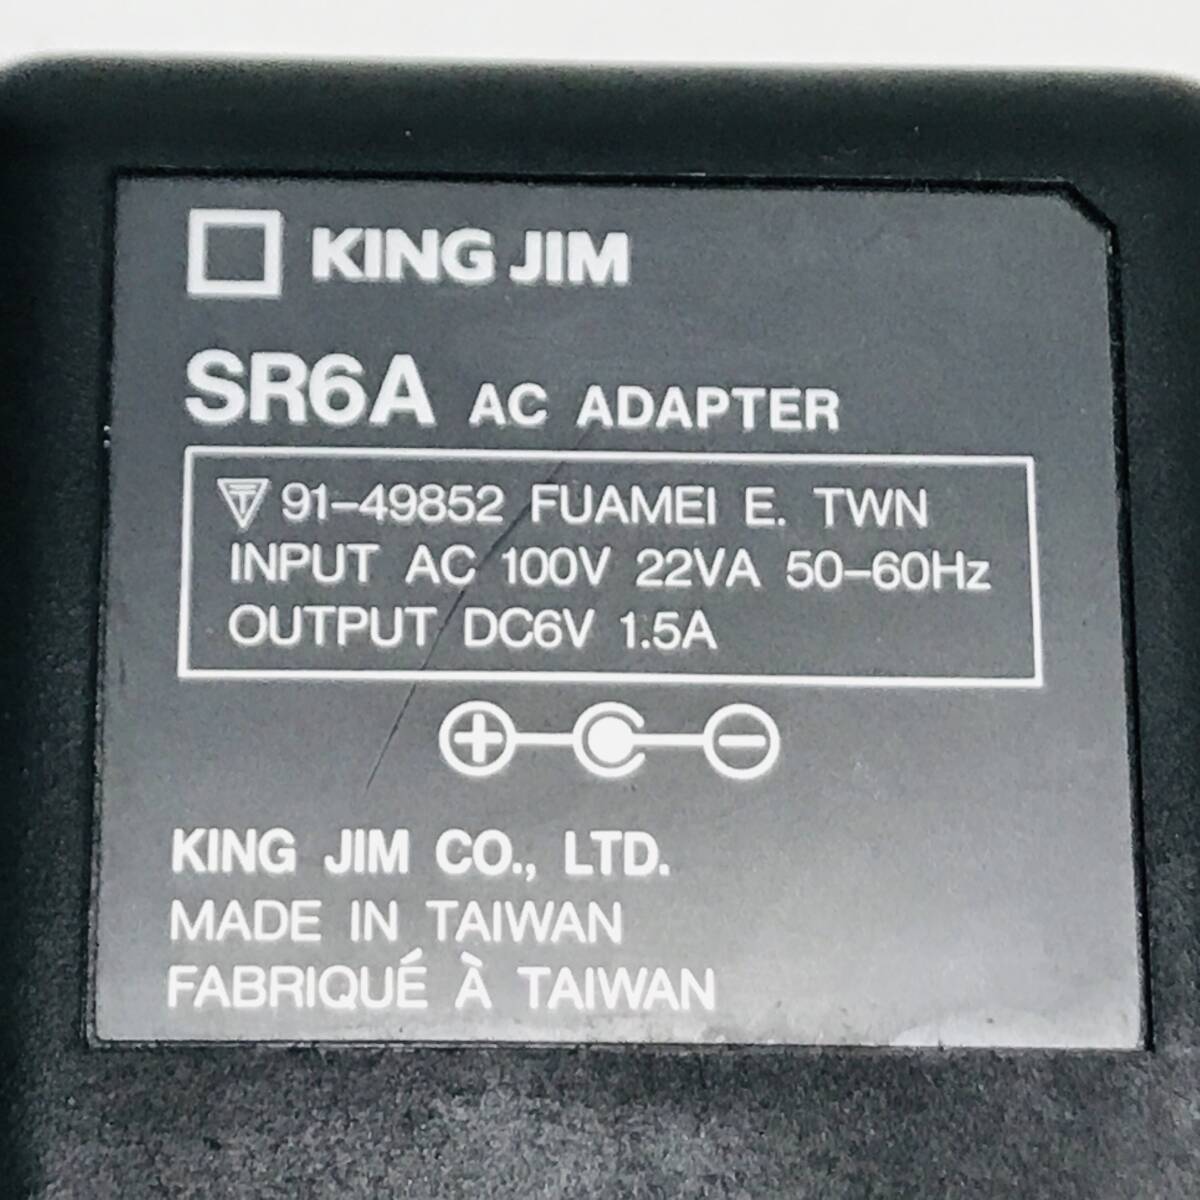 KING JIM
SR6A AC ADAPTER
91-49852 FUAMEI E. TWN
INPUT AC 100V 22VA 50-60Hz
OUTPUT DC6V 1.5A
KING JIM CO., LTD.
MADE IN TAIWAN
FABRIQUÉ À TAIWAN